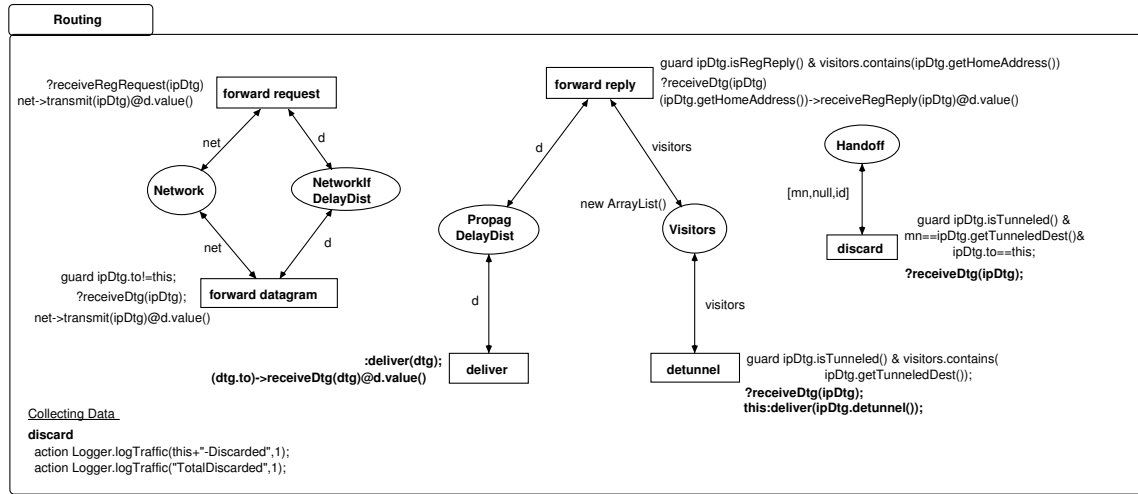 Routing
?receiveRegRequest(ipDtg)
net->transmit(ipDtg)@d.value()
forward request
net
d
Network
NetworkIf
DelayDist
net
d
guard ipDtg.to!=this;
?receiveDtg(ipDtg);
net->transmit(ipDtg)@d.value()
forward datagram
forward reply
guard ipDtg.isRegReply() & visitors.contains(ipDtg.getHomeAddress())
?receiveDtg(ipDtg)
(ipDtg.getHomeAddress())->receiveRegReply(ipDtg)@d.value()
d
visitors
new ArrayList()
Propag
DelayDist
Visitors
d
visitors
:deliver(dtg);
(dtg.to)->receiveDtg(dtg)@d.value()
deliver
detunnel
guard ipDtg.isTunneled() & visitors.contains(
ipDtg.getTunneledDest());
?receiveDtg(ipDtg);
this:deliver(ipDtg.detunnel());
Handoff
[mn,null,id]
discard
guard ipDtg.isTunneled() &
mn==ipDtg.getTunneledDest()&
ipDtg.to==this;
?receiveDtg(ipDtg);
Collecting Data
discard
action Logger.logTraffic(this+"-Discarded",1);
action Logger.logTraffic("TotalDiscarded",1);